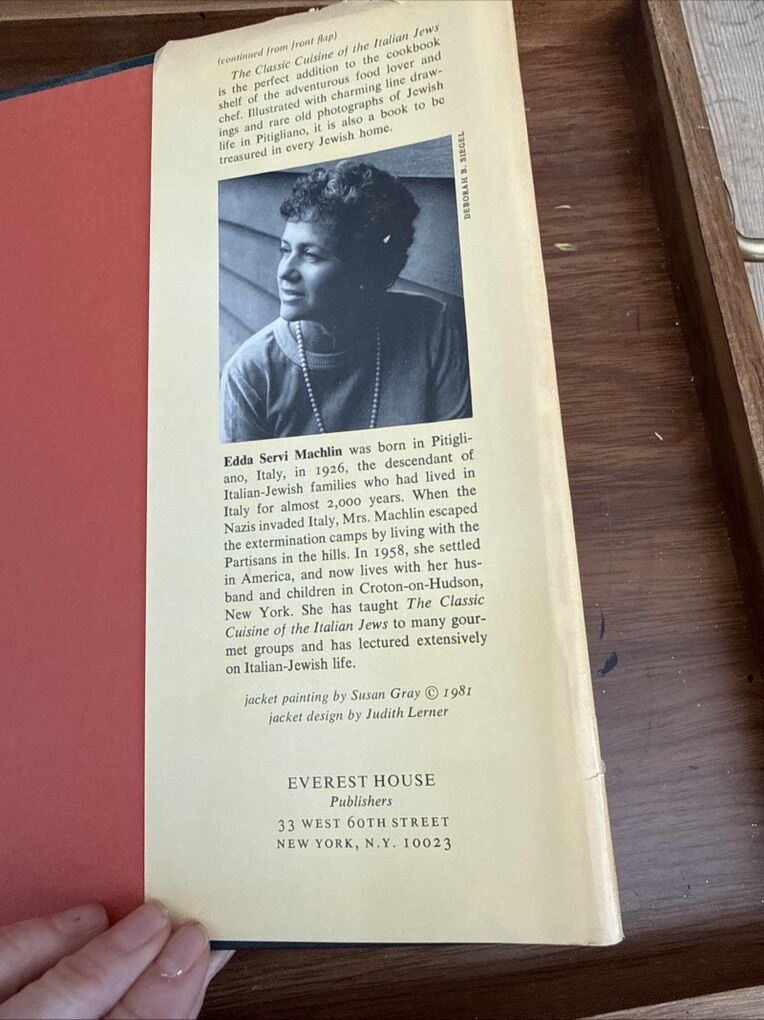 (continued from front flap)
The Classic Cuisine of the Italian Jews
is the perfect addition to the cookbook
shelf of the adventurous food lover and
chef. Illustrated with charming line draw-
ings and rare old photographs of Jewish
life in Pitigliano, it is also a book to be
treasured in every Jewish home.
DEBORAH B. SIEGEL
Edda Servi Machlin was born in Pitigli-
ano, Italy, in 1926, the descendant of
Italian-Jewish families who had lived in
Italy for almost 2,000 years. When the
Nazis invaded Italy, Mrs. Machlin escaped
the extermination camps by living with the
Partisans in the hills. In 1958, she settled
in America, and now lives with her hus-
band and children in Croton-on-Hudson,
New York. She has taught The Classic
Cuisine of the Italian Jews to many gour-
met groups and has lectured extensively
on Italian-Jewish life.
jacket painting by Susan Gray © 1981
jacket design by Judith Lerner
EVEREST HOUSE
Publishers
33 WEST 60TH STREET
NEW YORK, N.Y. 10023